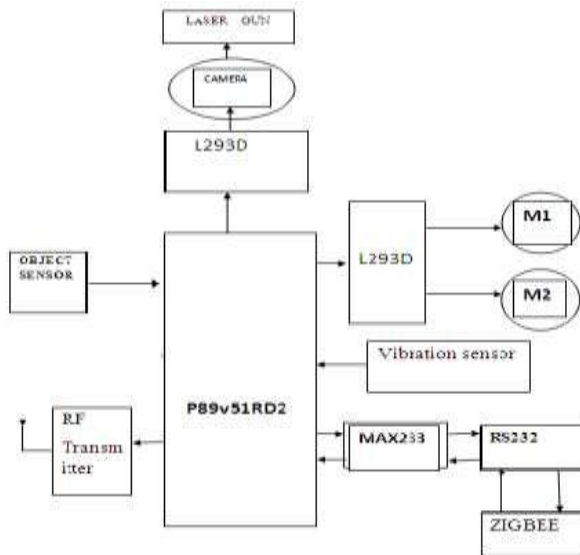 LASER GUN
CAMERA
L293D
M1
OBJECT
SENSOR
L293D
M2
Vibration sensor
P89v51RD2
RF
Transm
itter
MAX233
RS232
ZIGBEE